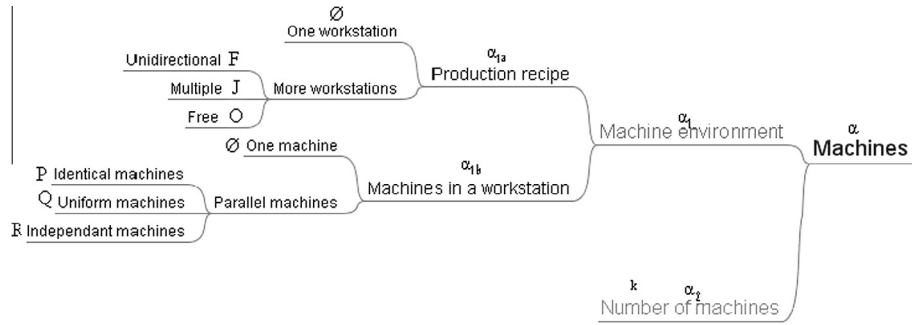 Ø
One workstation
α1a
Production recipe
Unidirectional F
Multiple J
More workstations
Free O
α1
Machine environment
α
Machines
Ø One machine
α1b
Machines in a workstation
P Identical machines
Q Uniform machines
Parallel machines
R Independant machines
k α2
Number of machines